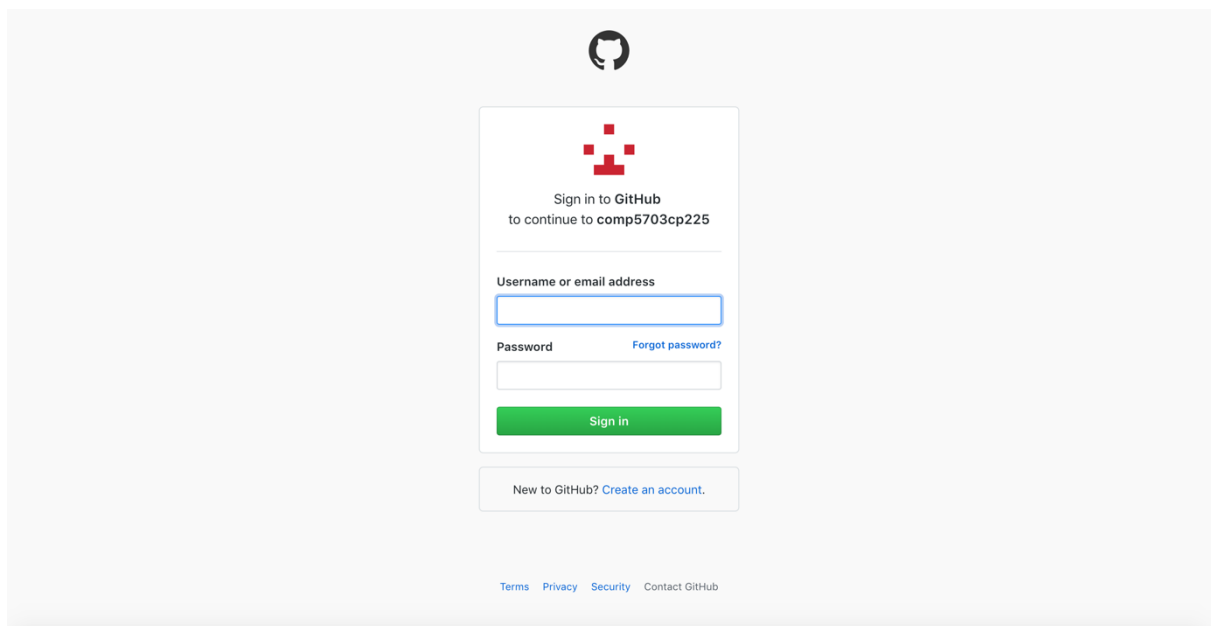 Sign in to GitHub
to continue to comp5703cp225
Username or email address
Password Forgot password?
Sign in
New to GitHub? Create an account.
Terms Privacy Security Contact GitHub